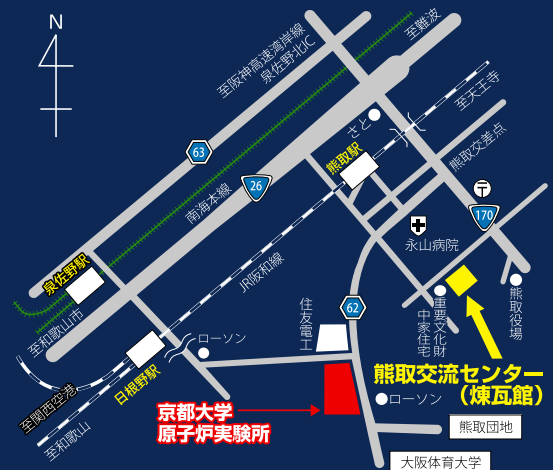 N
至阪神高速湾岸線
泉佐野北IC
至難波
至天王寺
63
さと
熊取駅
熊取交差点
26
南海本線
〒
170
永山病院
泉佐野駅
JR阪和線
至和歌山市
62
住友電工
重要文化財
中家住宅
熊取役場
ローソン
日根野駅
熊取交流センター
(煉瓦館)
至関西空港
京都大学
原子炉実験所
ローソン
熊取団地
至和歌山
大阪体育大学